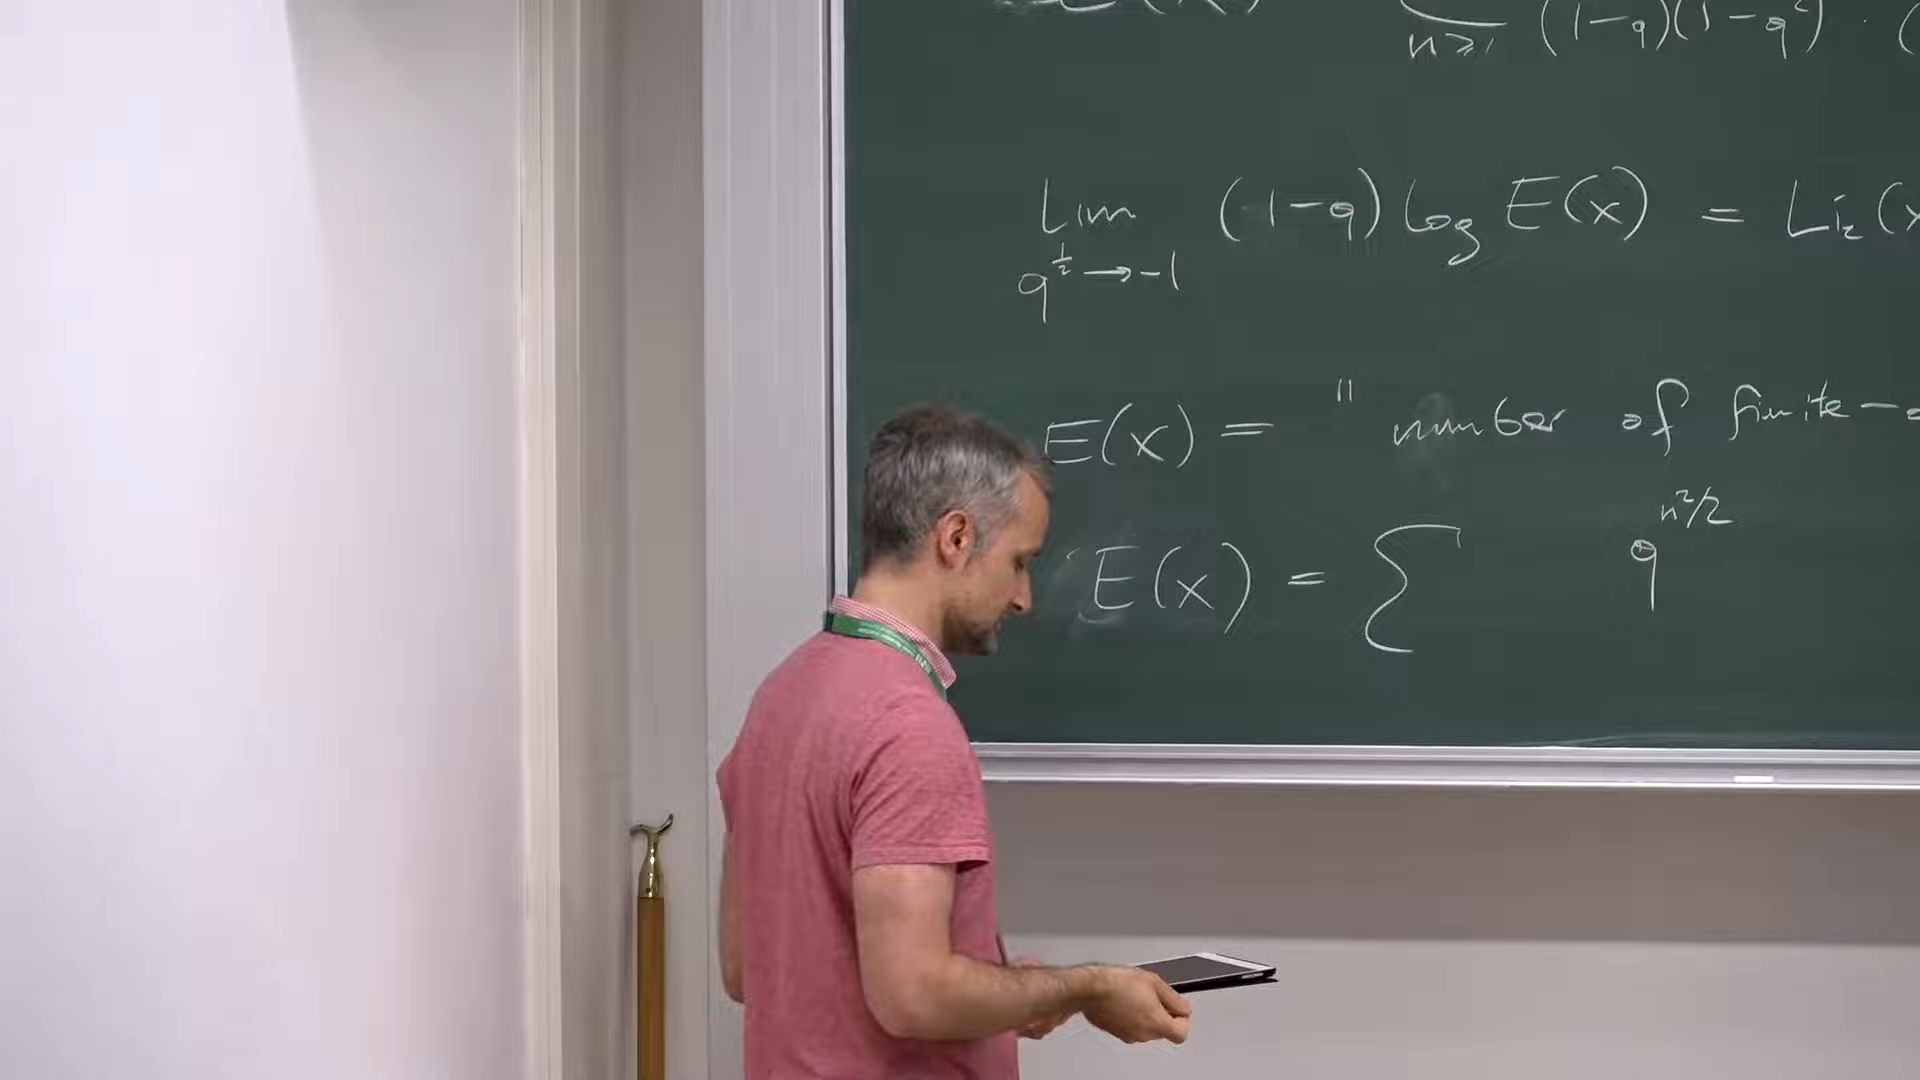 n≥1 (1-q)(1-q²) · (
Lim (1-q) log E(x) = Li₂(x
q^{1/2} → -1
E(x) = " number of finite-
E(x) = Σ q^{n²/2}